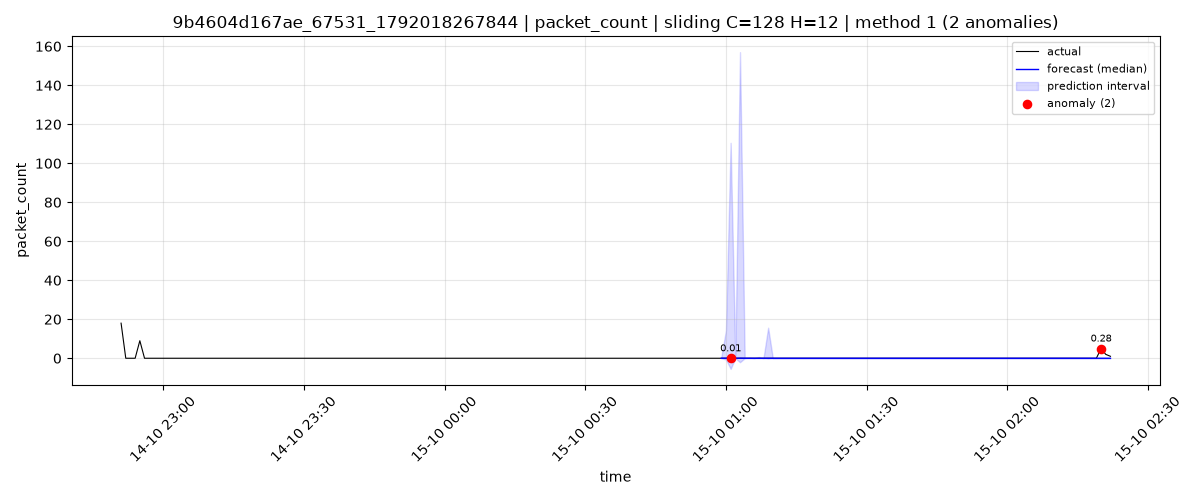 9b4604d167ae_67531_1792018267844 | packet_count | sliding C=128 H=12 | method 1 (2 anomalies)
160
140
120
100
80
60
40
20
0
packet_count
actual
forecast (median)
prediction interval
anomaly (2)
0.01
0.28
14-10 23:00
14-10 23:30
15-10 00:00
15-10 00:30
15-10 01:00
15-10 01:30
15-10 02:00
15-10 02:30
time